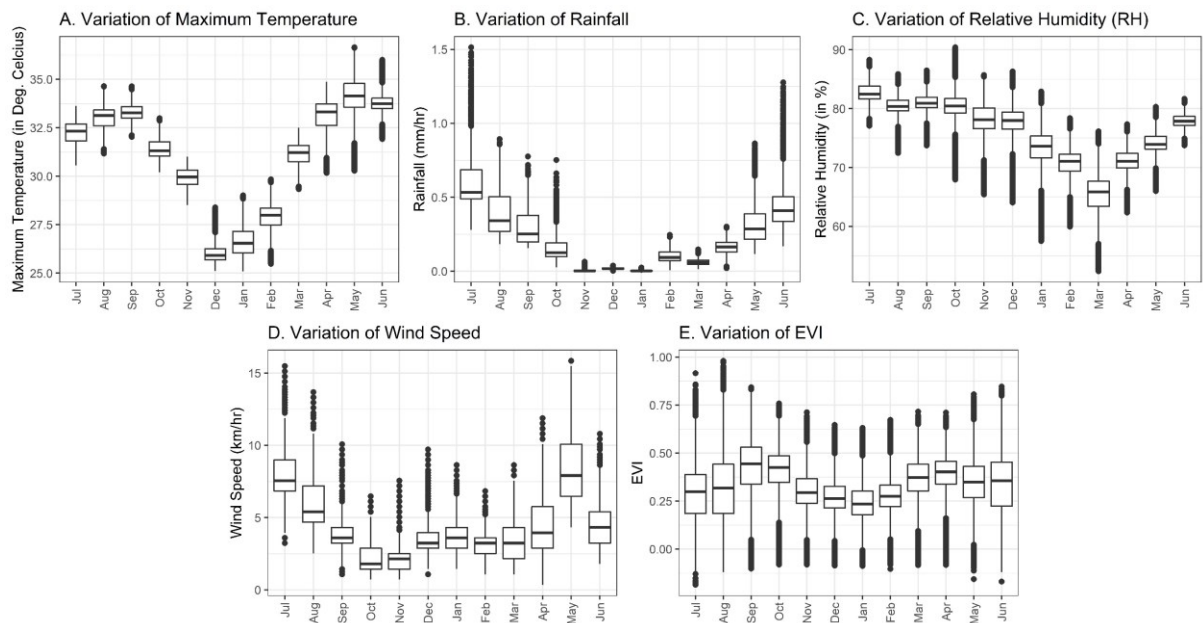 A. Variation of Maximum Temperature
Maximum Temperature (in Deg. Celcius)
35.0
32.5
30.0
27.5
25.0
Jul Aug Sep Oct Nov Dec Jan Feb Mar Apr May Jun
B. Variation of Rainfall
Rainfall (mm/hr)
1.5
1.0
0.5
0.0
Jul Aug Sep Oct Nov Dec Jan Feb Mar Apr May Jun
C. Variation of Relative Humidity (RH)
Relative Humidity (in %)
90
80
70
60
Jul Aug Sep Oct Nov Dec Jan Feb Mar Apr May Jun
D. Variation of Wind Speed
Wind Speed (km/hr)
15
10
5
0
Jul Aug Sep Oct Nov Dec Jan Feb Mar Apr May Jun
E. Variation of EVI
EVI
1.00
0.75
0.50
0.25
0.00
Jul Aug Sep Oct Nov Dec Jan Feb Mar Apr May Jun